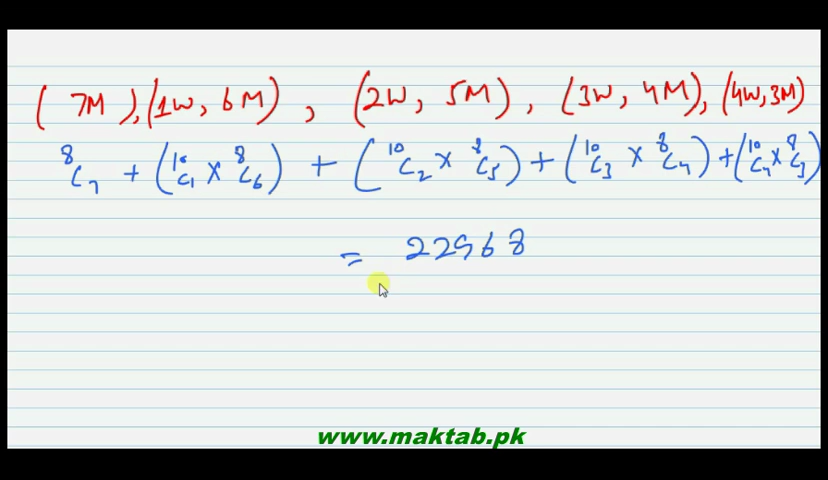 (7M), (1W, 6M), (2W, 5M), (3W, 4M), (4W, 3M)
⁸C₇ + (¹⁰C₁ × ⁸C₆) + (¹⁰C₂ × ⁸C₅) + (¹⁰C₃ × ⁸C₄) + (¹⁰C₄ × ⁸C₃)
= 22968
www.maktab.pk